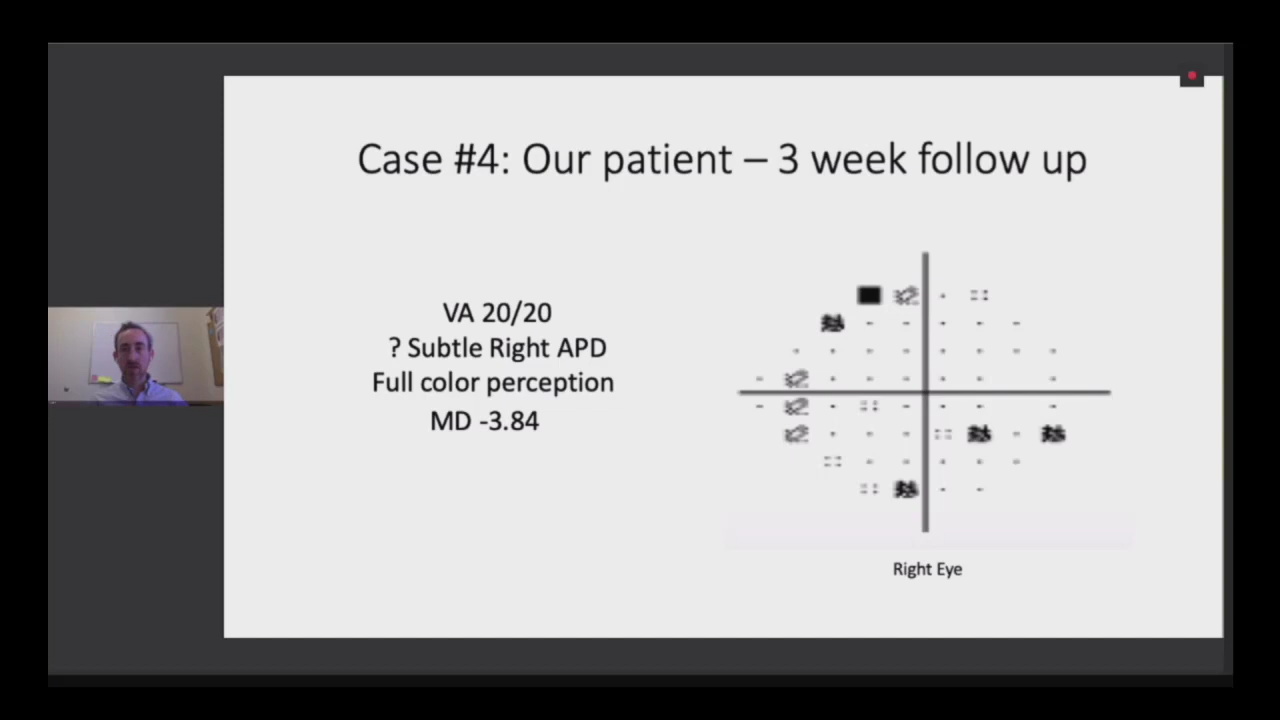 Case #4: Our patient – 3 week follow up
VA 20/20
? Subtle Right APD
Full color perception
MD -3.84
Right Eye